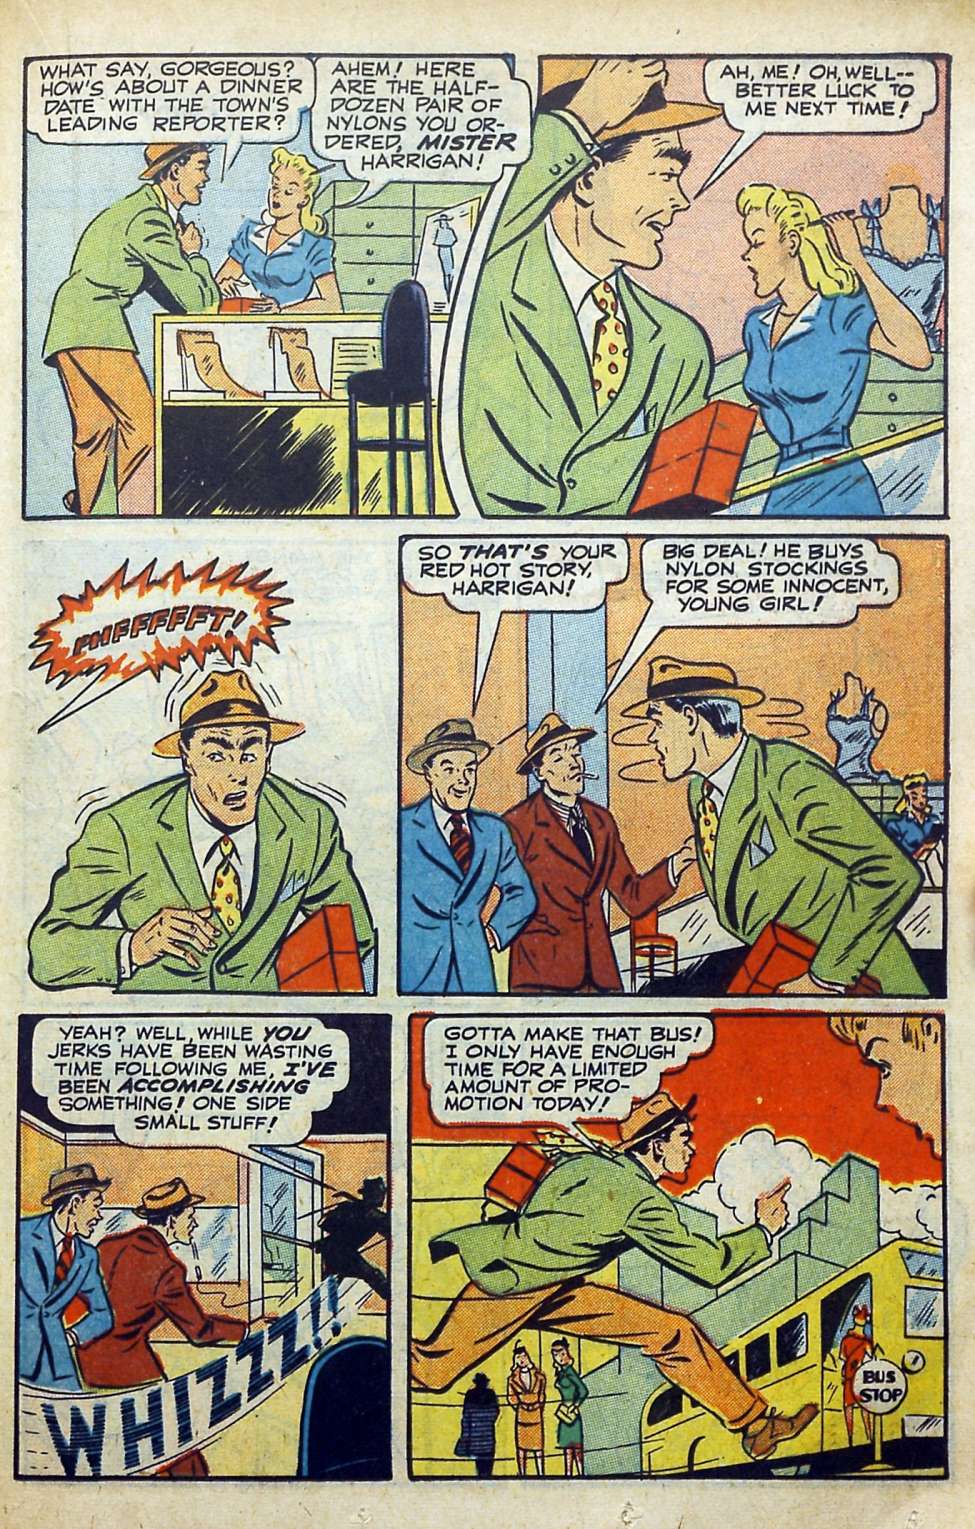 WHAT SAY, GORGEOUS?
HOW'S ABOUT A DINNER
DATE WITH THE TOWN'S
LEADING REPORTER?
AHEM! HERE
ARE THE HALF-
DOZEN PAIR OF
NYLONS YOU OR-
DERED, MISTER
HARRIGAN!
AH, ME! OH, WELL--
BETTER LUCK TO
ME NEXT TIME!
PHFFFFFFT!
SO THAT'S YOUR
RED HOT STORY,
HARRIGAN!
BIG DEAL! HE BUYS
NYLON STOCKINGS
FOR SOME INNOCENT,
YOUNG GIRL!
YEAH? WELL, WHILE YOU
JERKS HAVE BEEN WASTING
TIME FOLLOWING ME, I'VE
BEEN ACCOMPLISHING
SOMETHING! ONE SIDE
SMALL STUFF!
WHIZZZ!!
GOTTA MAKE THAT BUS!
I ONLY HAVE ENOUGH
TIME FOR A LIMITED
AMOUNT OF PRO-
MOTION TODAY!
BUS
STOP